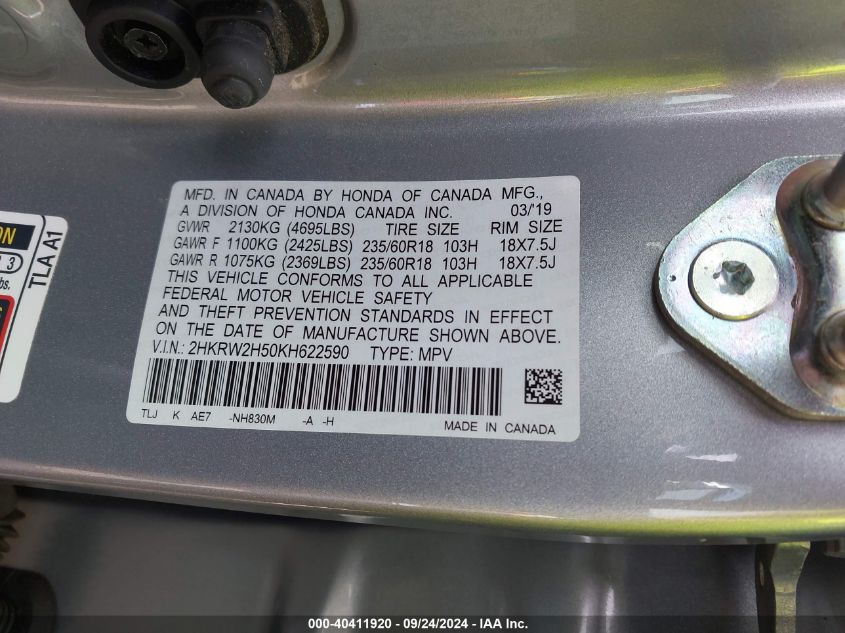 MFD. IN CANADA BY HONDA OF CANADA MFG.,
A DIVISION OF HONDA CANADA INC. 03/'19
GVWR 2130KG (4695LBS) TIRE SIZE RIM SIZE
GAWR F 1100KG (2425LBS) 235/60R18 103H 18X7.5J
GAWR R 1075KG (2369LBS) 235/60R18 103H 18X7.5J
THIS VEHICLE CONFORMS TO ALL APPLICABLE
FEDERAL MOTOR VEHICLE SAFETY
AND THEFT PREVENTION STANDARDS IN EFFECT
ON THE DATE OF MANUFACTURE SHOWN ABOVE.
V.I.N.: 2HKRW2H50KH622590 TYPE: MPV
TLJ K AE7 -NH830M -A -H
MADE IN CANADA
TLA A1
3
000-40411920 / 09/24/2024 - IAA Inc.